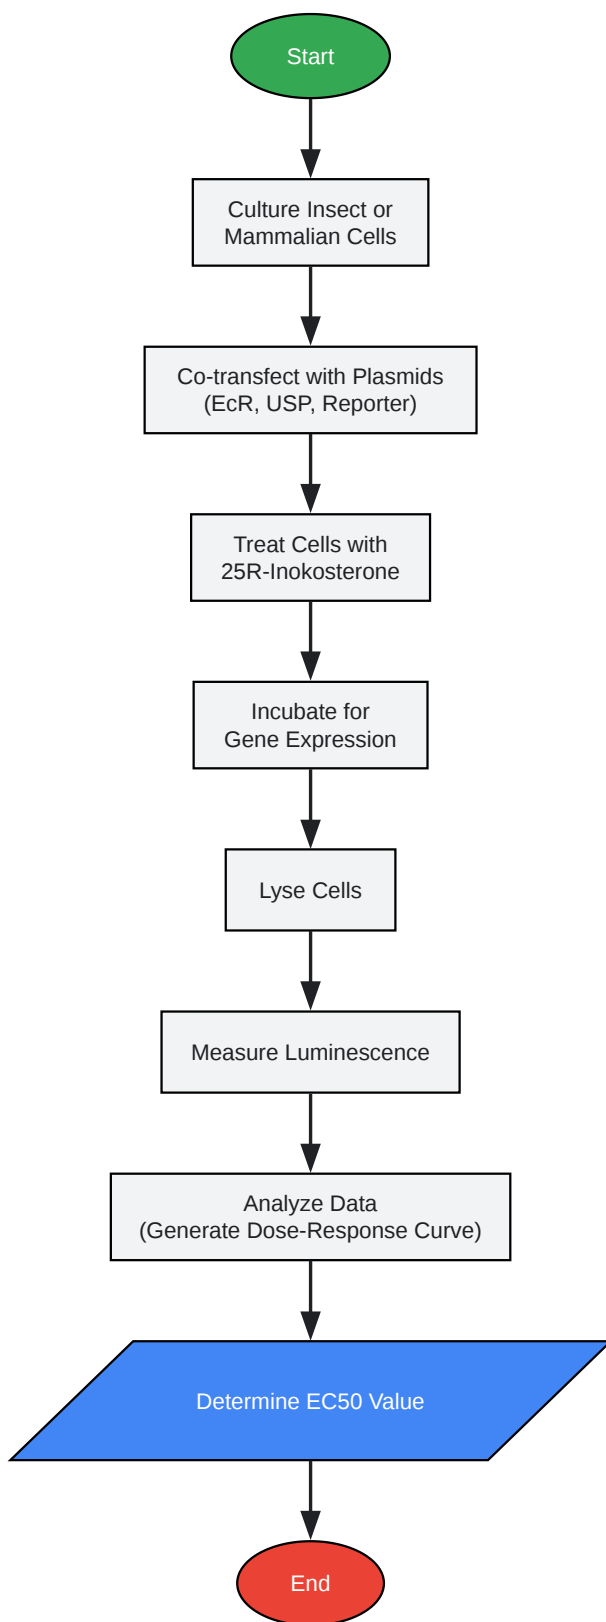 Start
Culture Insect or
Mammalian Cells
Co-transfect with Plasmids
(EcR, USP, Reporter)
Treat Cells with
25R-Inokosterone
Incubate for
Gene Expression
Lyse Cells
Measure Luminescence
Analyze Data
(Generate Dose-Response Curve)
Determine EC50 Value
End